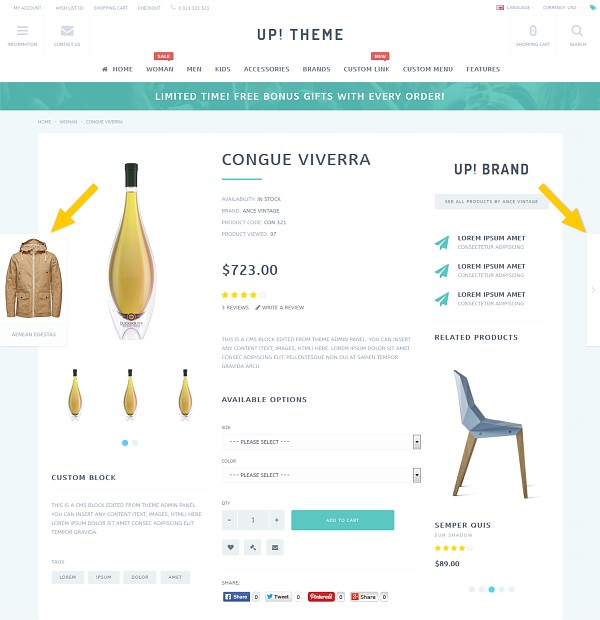 MY ACCOUNT
WISH LIST (0)
SHOPPING CART
CHECKOUT
0 321 321 321
LANGUAGE
CURRENCY: USD
INFORMATION
CONTACT US
UP! THEME
0
SHOPPING CART
SEARCH
SALE
NEW
HOME WOMAN MEN KIDS ACCESSORIES BRANDS CUSTOM LINK CUSTOM MENU FEATURES
LIMITED TIME! FREE BONUS GIFTS WITH EVERY ORDER!
HOME - WOMAN - CONGUE VIVERRA
AENEAN EGESTAS
CUSTOM BLOCK
THIS IS A CMS BLOCK EDITED FROM THEME ADMIN PANEL. YOU CAN INSERT ANY CONTENT (TEXT, IMAGES, HTML) HERE.
LOREM IPSUM DOLOR SIT AMET CONSEC ADIPISCING ELIT. PELLENTESQUE NON DUI AT SAPIEN TEMPOR GRAVIDA.
TAGS:
LOREM IPSUM DOLOR AMET
CONGUE VIVERRA
AVAILABILITY: IN STOCK
BRAND: ANCE VINTAGE
PRODUCT CODE: CON 321
PRODUCT VIEWED: 97
$723.00
3 REVIEWS WRITE A REVIEW
THIS IS A CMS BLOCK EDITED FROM THEME ADMIN PANEL. YOU CAN INSERT
ANY CONTENT (TEXT, IMAGES, HTML) HERE. LOREM IPSUM DOLOR SIT AMET
CONSEC ADIPISCING ELIT. PELLENTESQUE NON DUI AT SAPIEN TEMPOR
GRAVIDA ARCU.
AVAILABLE OPTIONS
SIZE
--- PLEASE SELECT ---
COLOR
--- PLEASE SELECT ---
QTY
- 1 +
ADD TO CART
SHARE:
Share 0 Tweet 0 Pinterest 0 Share 0
UP! BRAND
SEE ALL PRODUCTS BY ANCE VINTAGE
LOREM IPSUM AMET
CONSECTETUR ADIPISCING
LOREM IPSUM AMET
CONSECTETUR ADIPISCING
LOREM IPSUM AMET
CONSECTETUR ADIPISCING
RELATED PRODUCTS
SEMPER QUIS
SUN SHADOW
$89.00